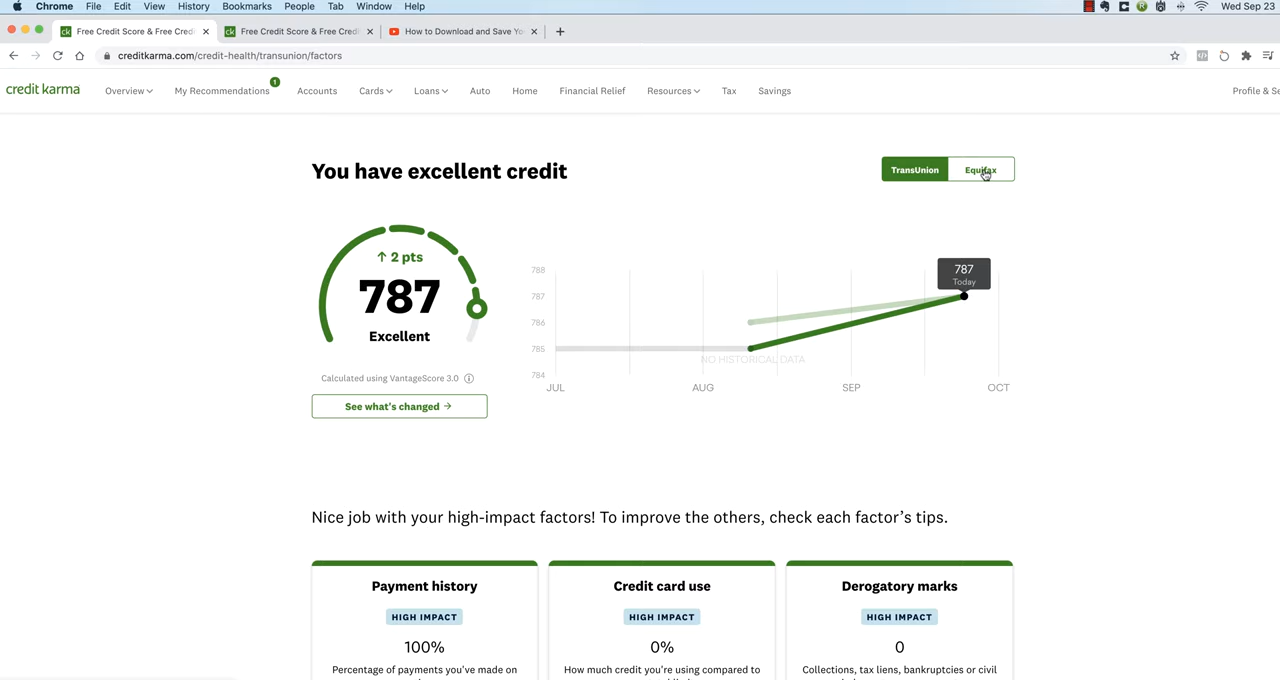 Chrome File Edit View History Bookmarks People Tab Window Help Wed Sep 23
Free Credit Score & Free Cred Free Credit Score & Free Credi How to Download and Save Yo
creditkarma.com/credit-health/transunion/factors
credit karma Overview My Recommendations 1 Accounts Cards Loans Auto Home Financial Relief Resources Tax Savings Profile & Se
You have excellent credit
TransUnion Equifax
↑ 2 pts
787
Excellent
Calculated using VantageScore 3.0
See what's changed →
788
787
786
785
784
787
Today
NO HISTORICAL DATA
JUL AUG SEP OCT
Nice job with your high-impact factors! To improve the others, check each factor's tips.
Payment history
HIGH IMPACT
100%
Percentage of payments you've made on
Credit card use
HIGH IMPACT
0%
How much credit you're using compared to
Derogatory marks
HIGH IMPACT
0
Collections, tax liens, bankruptcies or civil